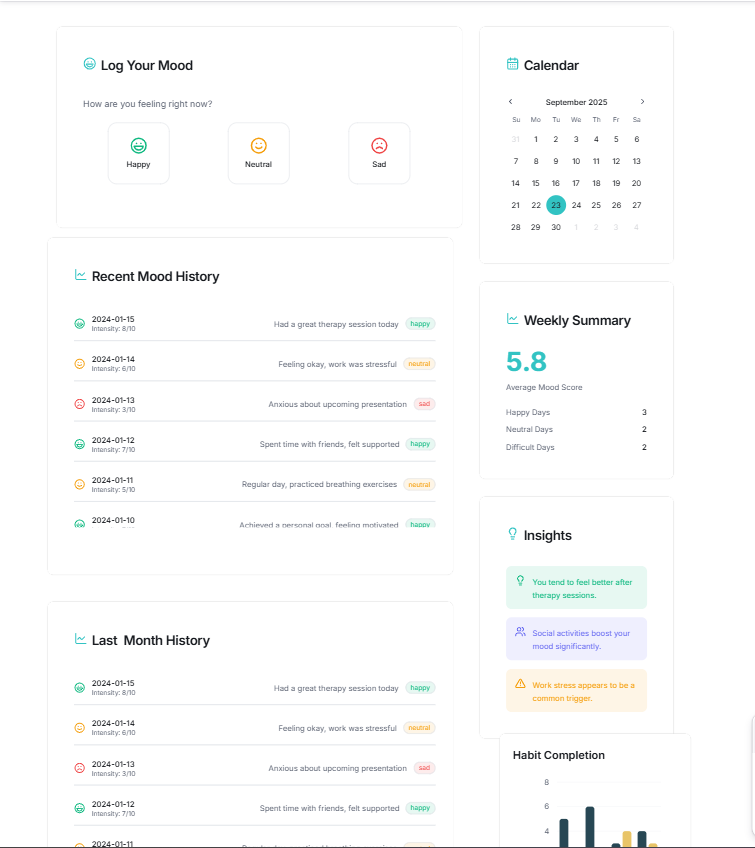 Log Your Mood
How are you feeling right now?
Happy
Neutral
Sad
Recent Mood History
2024-01-15
Intensity: 8/10
Had a great therapy session today
happy
2024-01-14
Intensity: 6/10
Feeling okay, work was stressful
neutral
2024-01-13
Intensity: 3/10
Anxious about upcoming presentation
sad
2024-01-12
Intensity: 7/10
Spent time with friends, felt supported
happy
2024-01-11
Intensity: 5/10
Regular day, practiced breathing exercises
neutral
2024-01-10
Achieved a personal goal, feeling motivated
happy
Last Month History
2024-01-15
Intensity: 8/10
Had a great therapy session today
happy
2024-01-14
Intensity: 6/10
Feeling okay, work was stressful
neutral
2024-01-13
Intensity: 3/10
Anxious about upcoming presentation
sad
2024-01-12
Intensity: 7/10
Spent time with friends, felt supported
happy
2024-01-11
Calendar
September 2025
Su Mo Tu We Th Fr Sa
31 1 2 3 4 5 6
7 8 9 10 11 12 13
14 15 16 17 18 19 20
21 22 23 24 25 26 27
28 29 30 1 2 3 4
Weekly Summary
5.8
Average Mood Score
Happy Days 3
Neutral Days 2
Difficult Days 2
Insights
You tend to feel better after
therapy sessions.
Social activities boost your
mood significantly.
Work stress appears to be a
common trigger.
Habit Completion
8
6
4